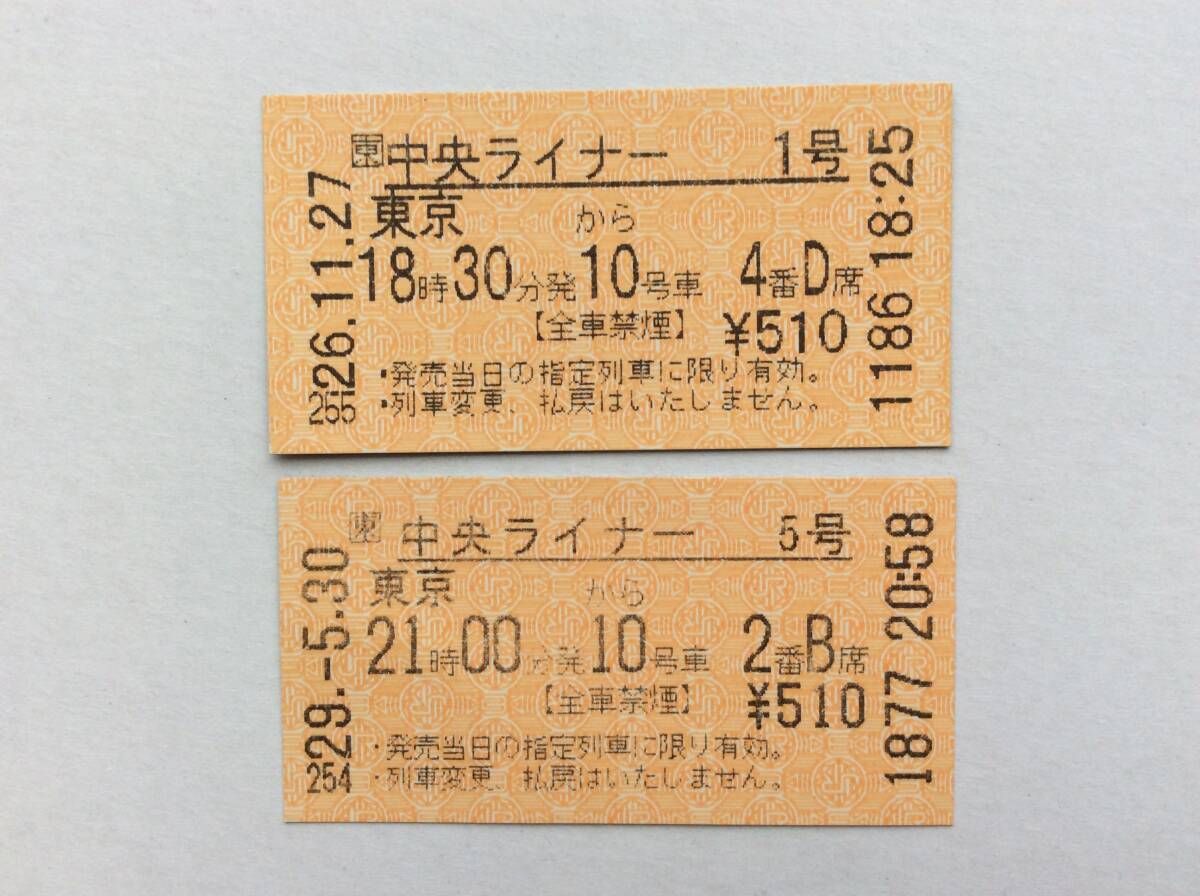 東 中央ライナー 1号
東京 から
18時30分発 10号車 4番D席
【全車禁煙】 ¥510
・発売当日の指定列車に限り有効。
・列車変更、払戻はいたしません。
26.11.27
255
1186 18:25
東 中央ライナー 5号
東京 から
21時00分発 10号車 2番B席
【全車禁煙】 ¥510
・発売当日の指定列車に限り有効。
・列車変更、払戻はいたしません。
29.-5.30
254
1877 20:58